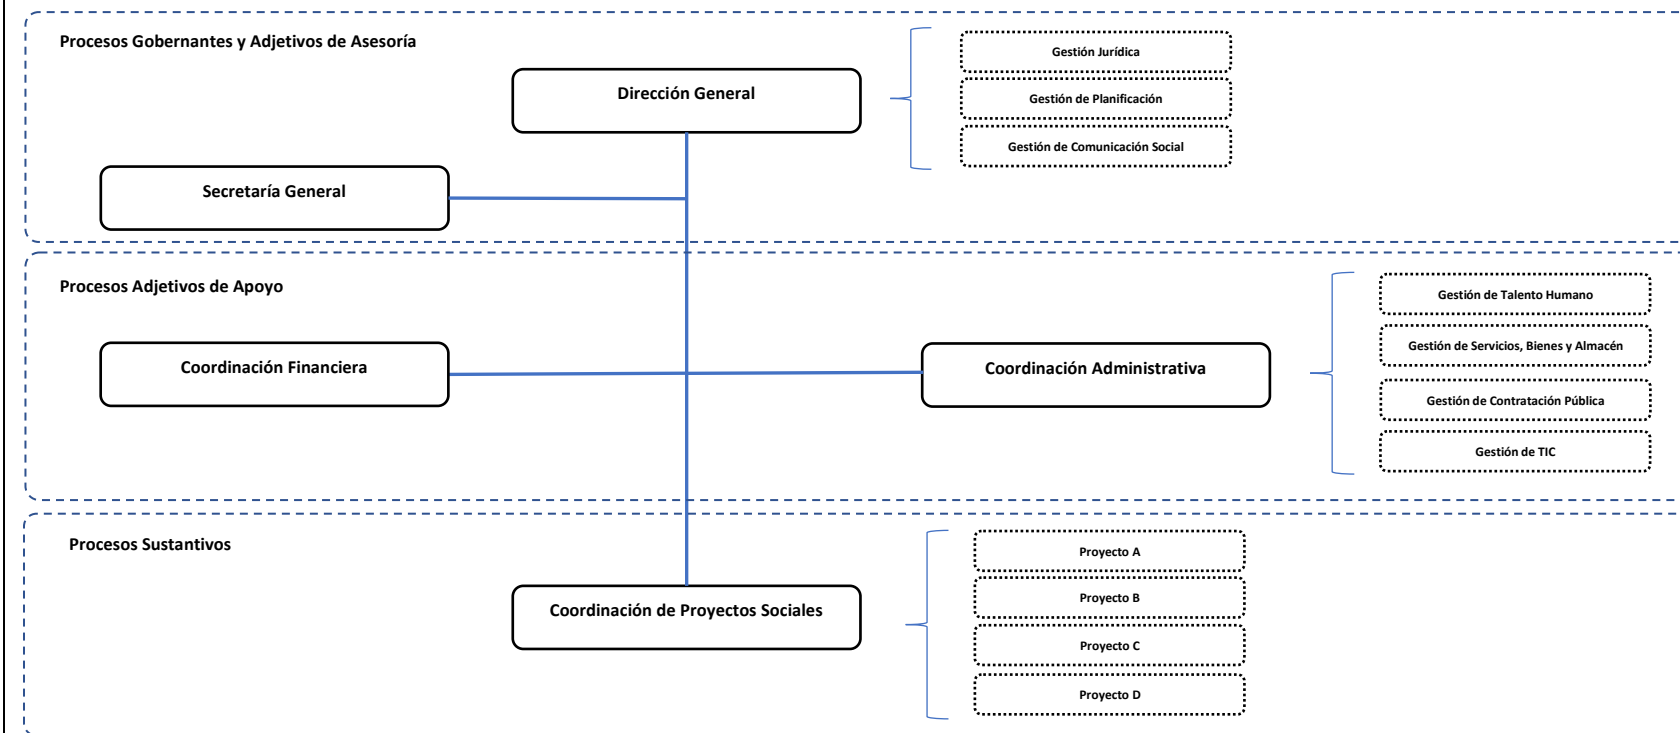 Procesos Gobernantes y Adjetivos de Asesoría
Dirección General
Gestión Jurídica
Gestión de Planificación
Gestión de Comunicación Social
Secretaría General
Procesos Adjetivos de Apoyo
Coordinación Financiera
Coordinación Administrativa
Gestión de Talento Humano
Gestión de Servicios, Bienes y Almacén
Gestión de Contratación Pública
Gestión de TIC
Procesos Sustantivos
Coordinación de Proyectos Sociales
Proyecto A
Proyecto B
Proyecto C
Proyecto D